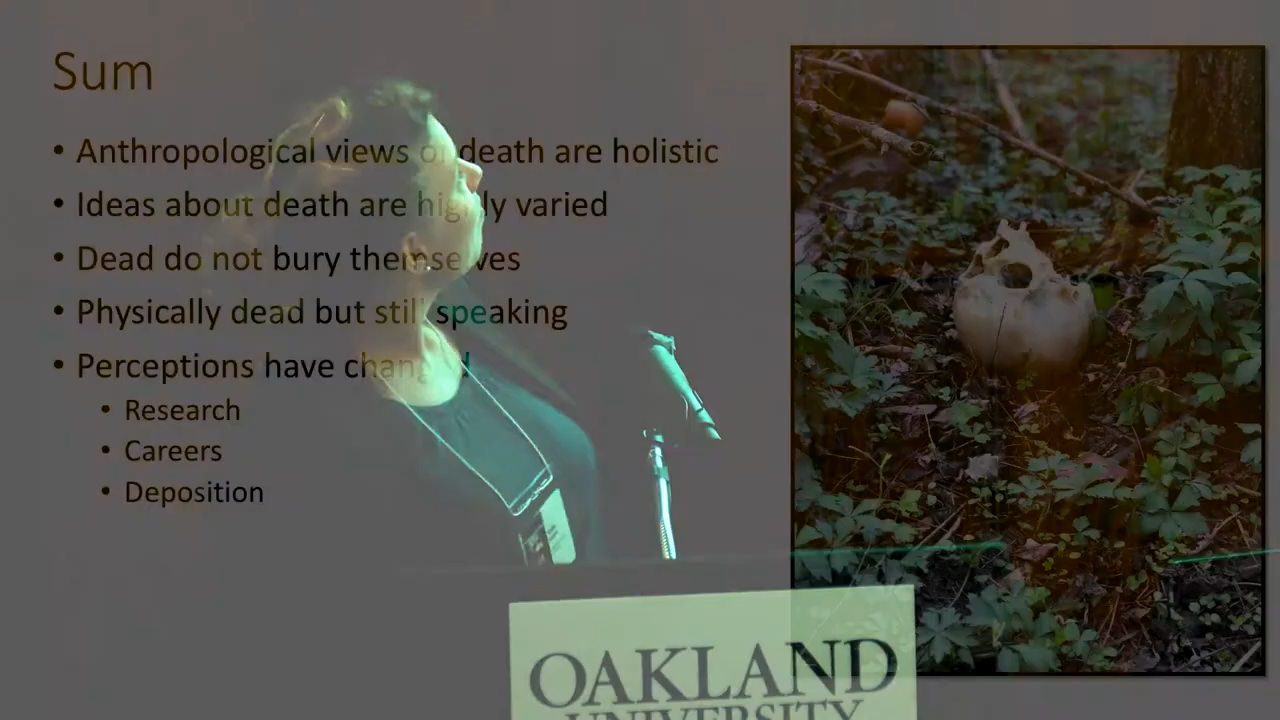 Sum
• Anthropological views of death are holistic
• Ideas about death are highly varied
• Dead do not bury themselves
• Physically dead but still speaking
• Perceptions have changed
• Research
• Careers
• Deposition
OAKLAND
UNIVERSITY